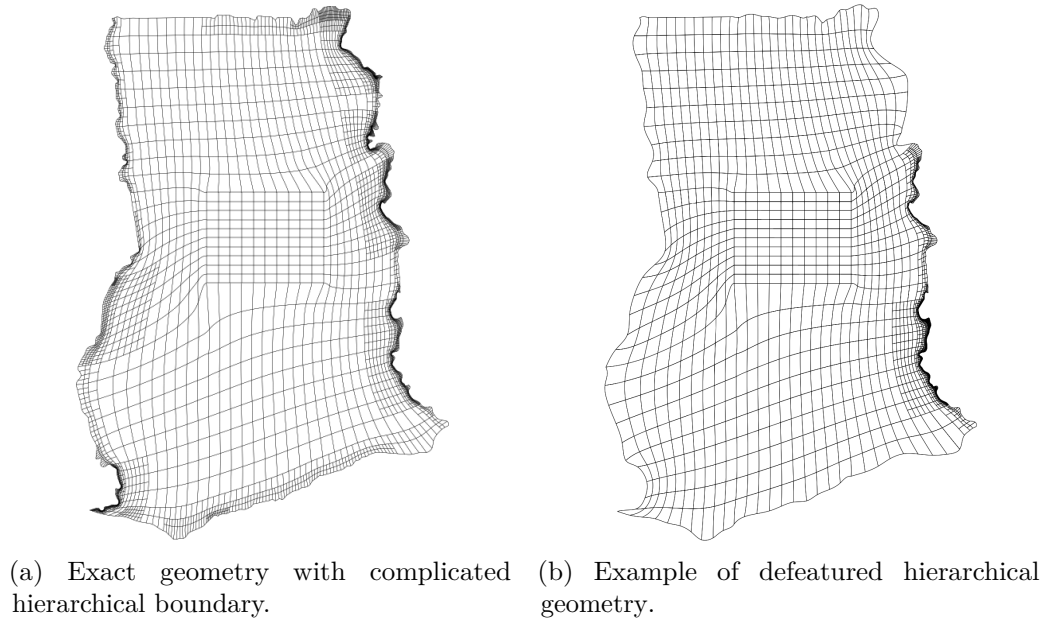 (a) Exact geometry with complicated
hierarchical boundary.
(b) Example of defeatured hierarchical
geometry.